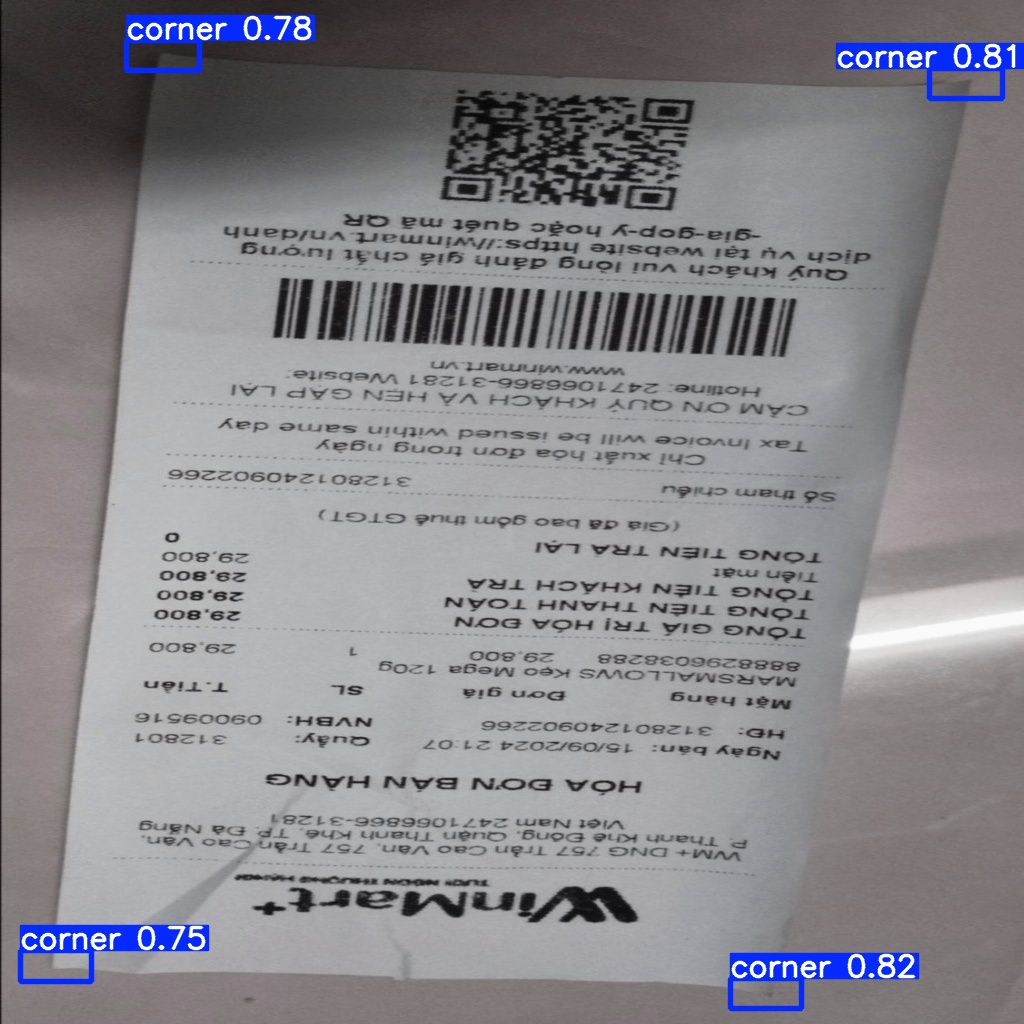 corner 0.78
corner 0.81
WinMart+
TƯƠI NGON THƯỢNG HẠNG
WM+ DNG 757 Trần Cao Vân, 757 Trần Cao Vân,
P. Thanh Khê Đông, Quận Thanh Khê, TP. Đà Nẵng
Việt Nam 2471066866-31281
HÓA ĐƠN BÁN HÀNG
Ngày bán: 15/09/2024 21:07 Quầy: 312801
HĐ: 312801240902266 NVBH: 09009516
Mặt hàng Đơn giá SL T.Tiền
MARSMALLOWS Kẹo Mega 120g
8888296038288 29,800 1 29,800
TỔNG GIÁ TRỊ HÓA ĐƠN 29,800
TỔNG TIỀN THANH TOÁN 29,800
TỔNG TIỀN KHÁCH TRẢ 29,800
Tiền mặt 29,800
TỔNG TIỀN TRẢ LẠI 0
(Giá đã bao gồm thuế GTGT)
Số tham chiếu 312801240902266
Chỉ xuất hóa đơn trong ngày
Tax Invoice will be issued within same day
CẢM ƠN QUÝ KHÁCH VÀ HẸN GẶP LẠI
Hotline: 2471066866-31281 Website:
www.winmart.vn
Quý khách vui lòng đánh giá chất lượng
dịch vụ tại website https://winmart.vn/danh
-gia-gop-y hoặc quét mã QR
corner 0.75
corner 0.82